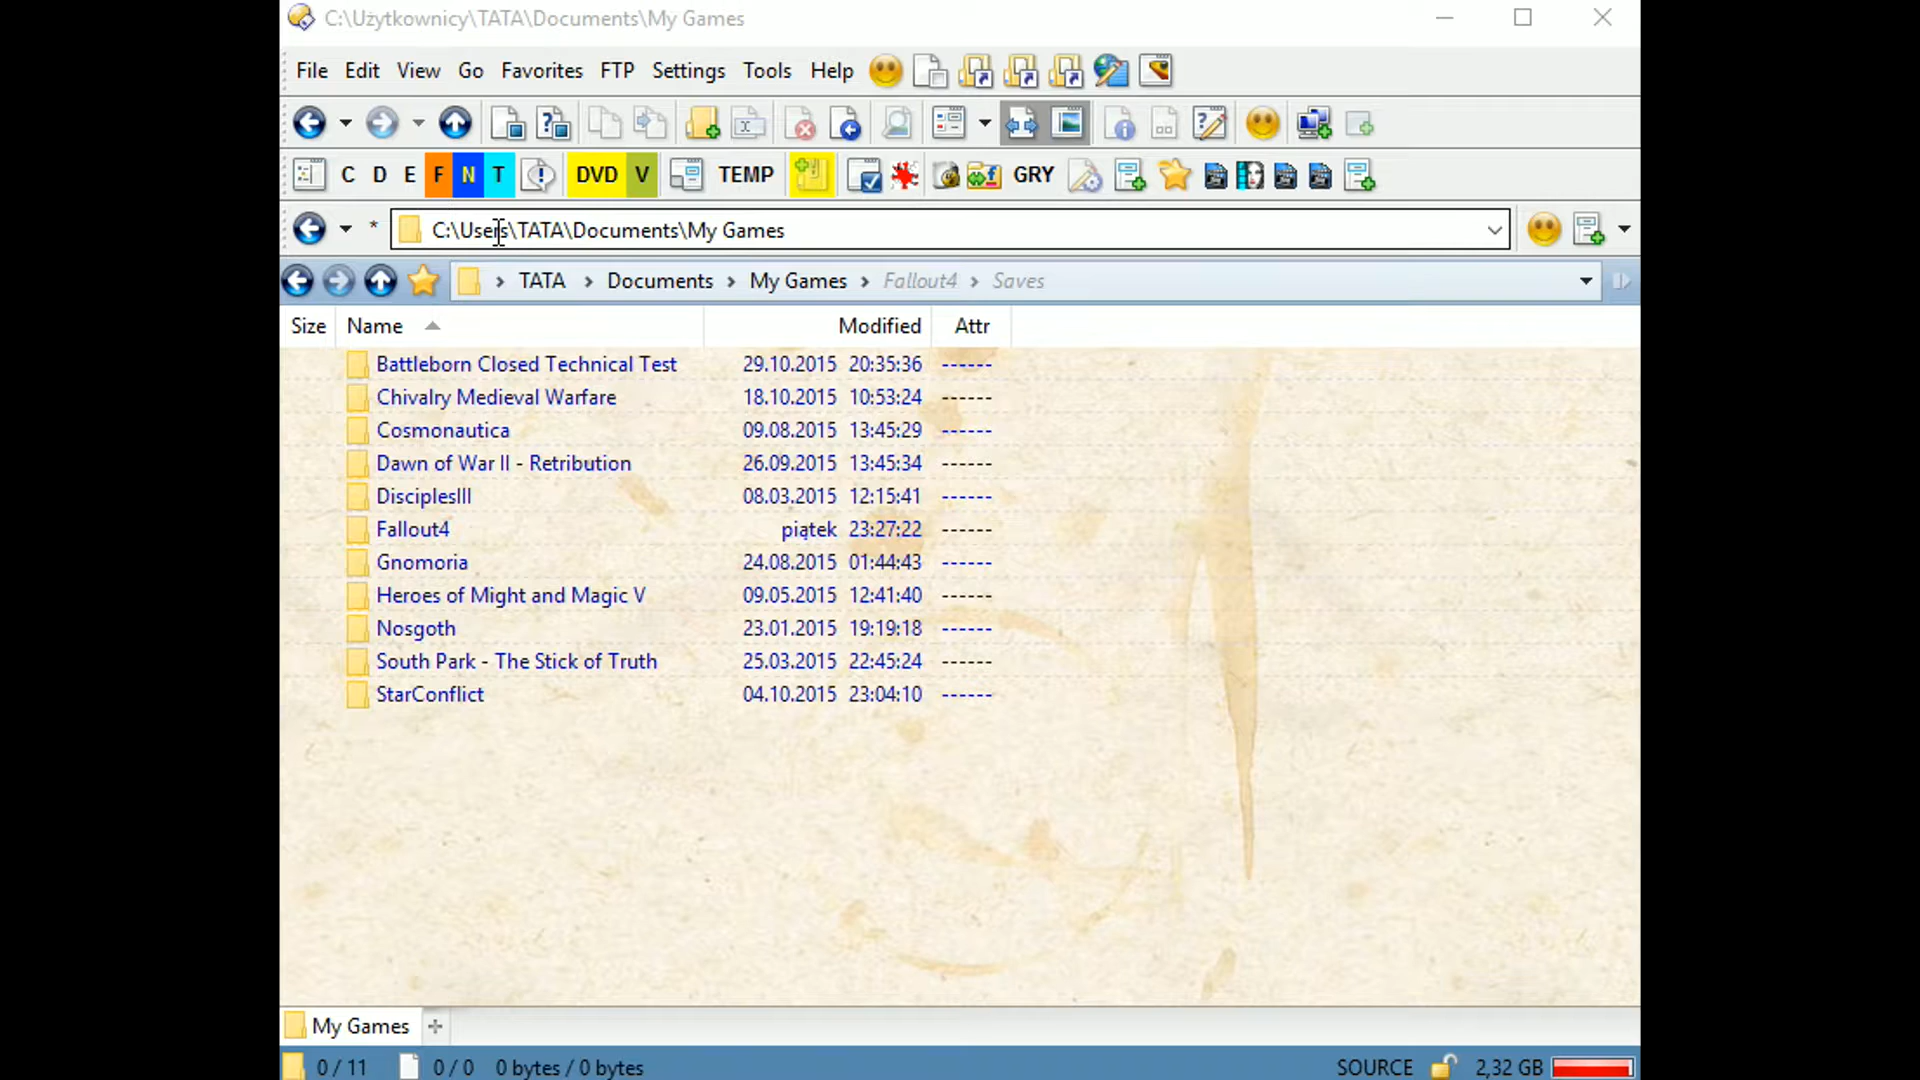 C:\Użytkownicy\TATA\Documents\My Games
File Edit View Go Favorites FTP Settings Tools Help
C D E F N T DVD V TEMP GRY
* C:\Users\TATA\Documents\My Games
TATA Documents My Games Fallout4 Saves
Size Name Modified Attr
Battleborn Closed Technical Test 29.10.2015 20:35:36 ------
Chivalry Medieval Warfare 18.10.2015 10:53:24 ------
Cosmonautica 09.08.2015 13:45:29 ------
Dawn of War II - Retribution 26.09.2015 13:45:34 ------
DisciplesIII 08.03.2015 12:15:41 ------
Fallout4 piątek 23:27:22 ------
Gnomoria 24.08.2015 01:44:43 ------
Heroes of Might and Magic V 09.05.2015 12:41:40 ------
Nosgoth 23.01.2015 19:19:18 ------
South Park - The Stick of Truth 25.03.2015 22:45:24 ------
StarConflict 04.10.2015 23:04:10 ------
My Games
0 / 11 0 / 0 0 bytes / 0 bytes SOURCE 2,32 GB